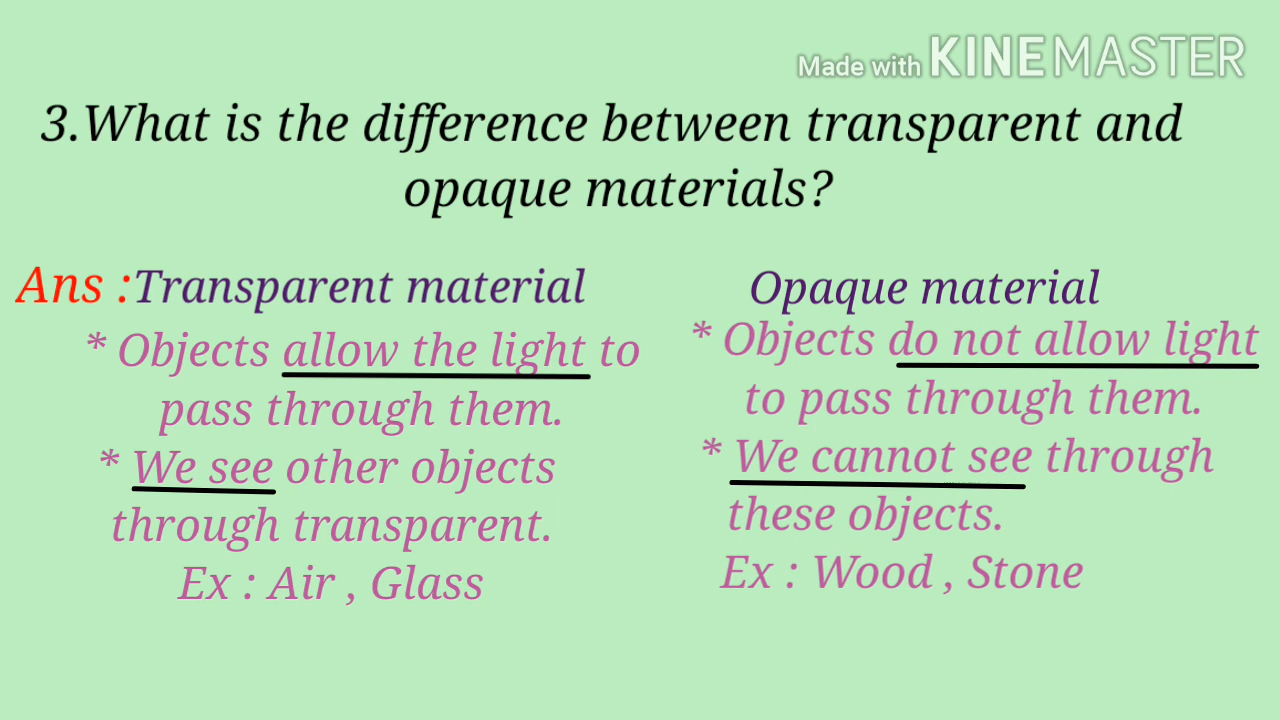 Made with KINEMASTER
3.What is the difference between transparent and
opaque materials?
Ans :Transparent material
* Objects allow the light to
pass through them.
* We see other objects
through transparent.
Ex : Air , Glass
Opaque material
* Objects do not allow light
to pass through them.
* We cannot see through
these objects.
Ex : Wood , Stone